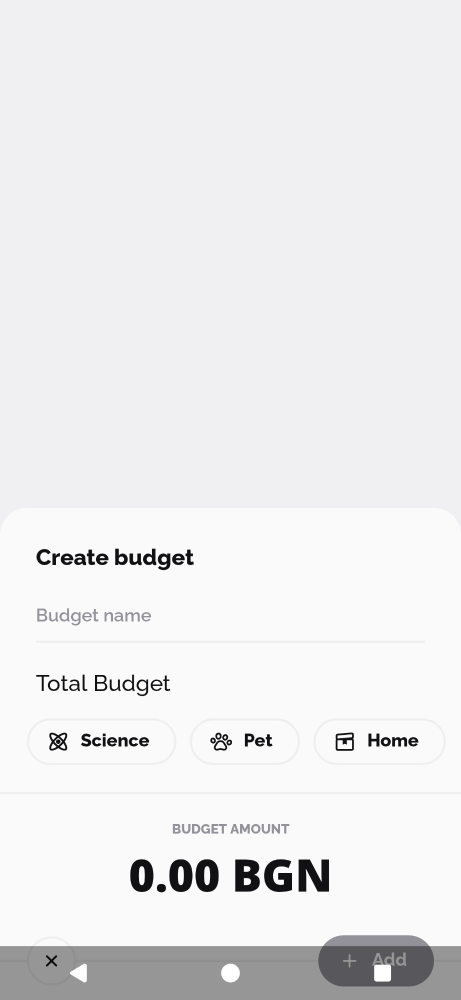 Create budget
Budget name
Total Budget
Science Pet Home
BUDGET AMOUNT
0.00 BGN
Add